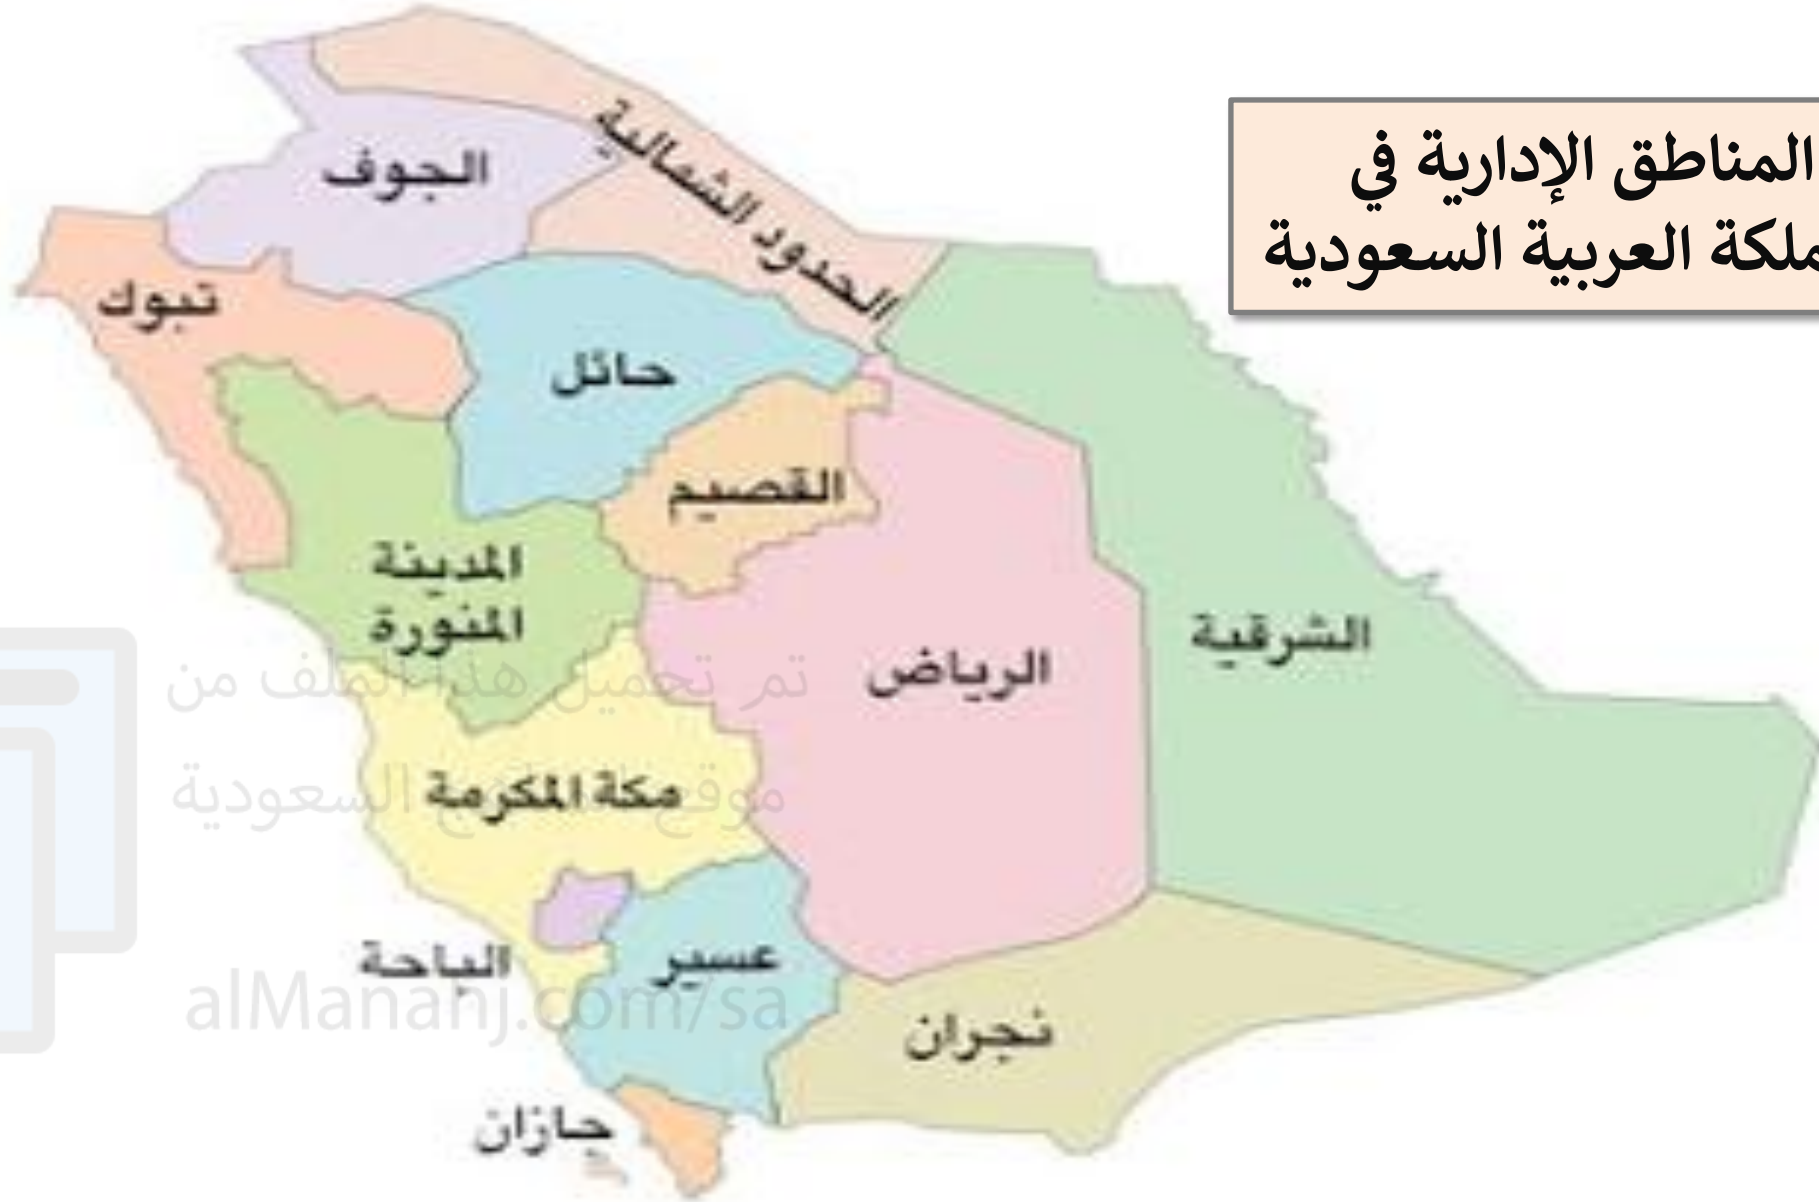 المناطق الإدارية في
ملكة العربية السعودية
الجوف
الحدود الشمالية
تبوك
حائل
القصيم
المدينة
المنورة
الشرقية
الرياض
تم تحميل هذا الملف من
مكة المكرمة
موقع السعودية
الباحة
عسير
alManahj.com/sa
نجران
جازان